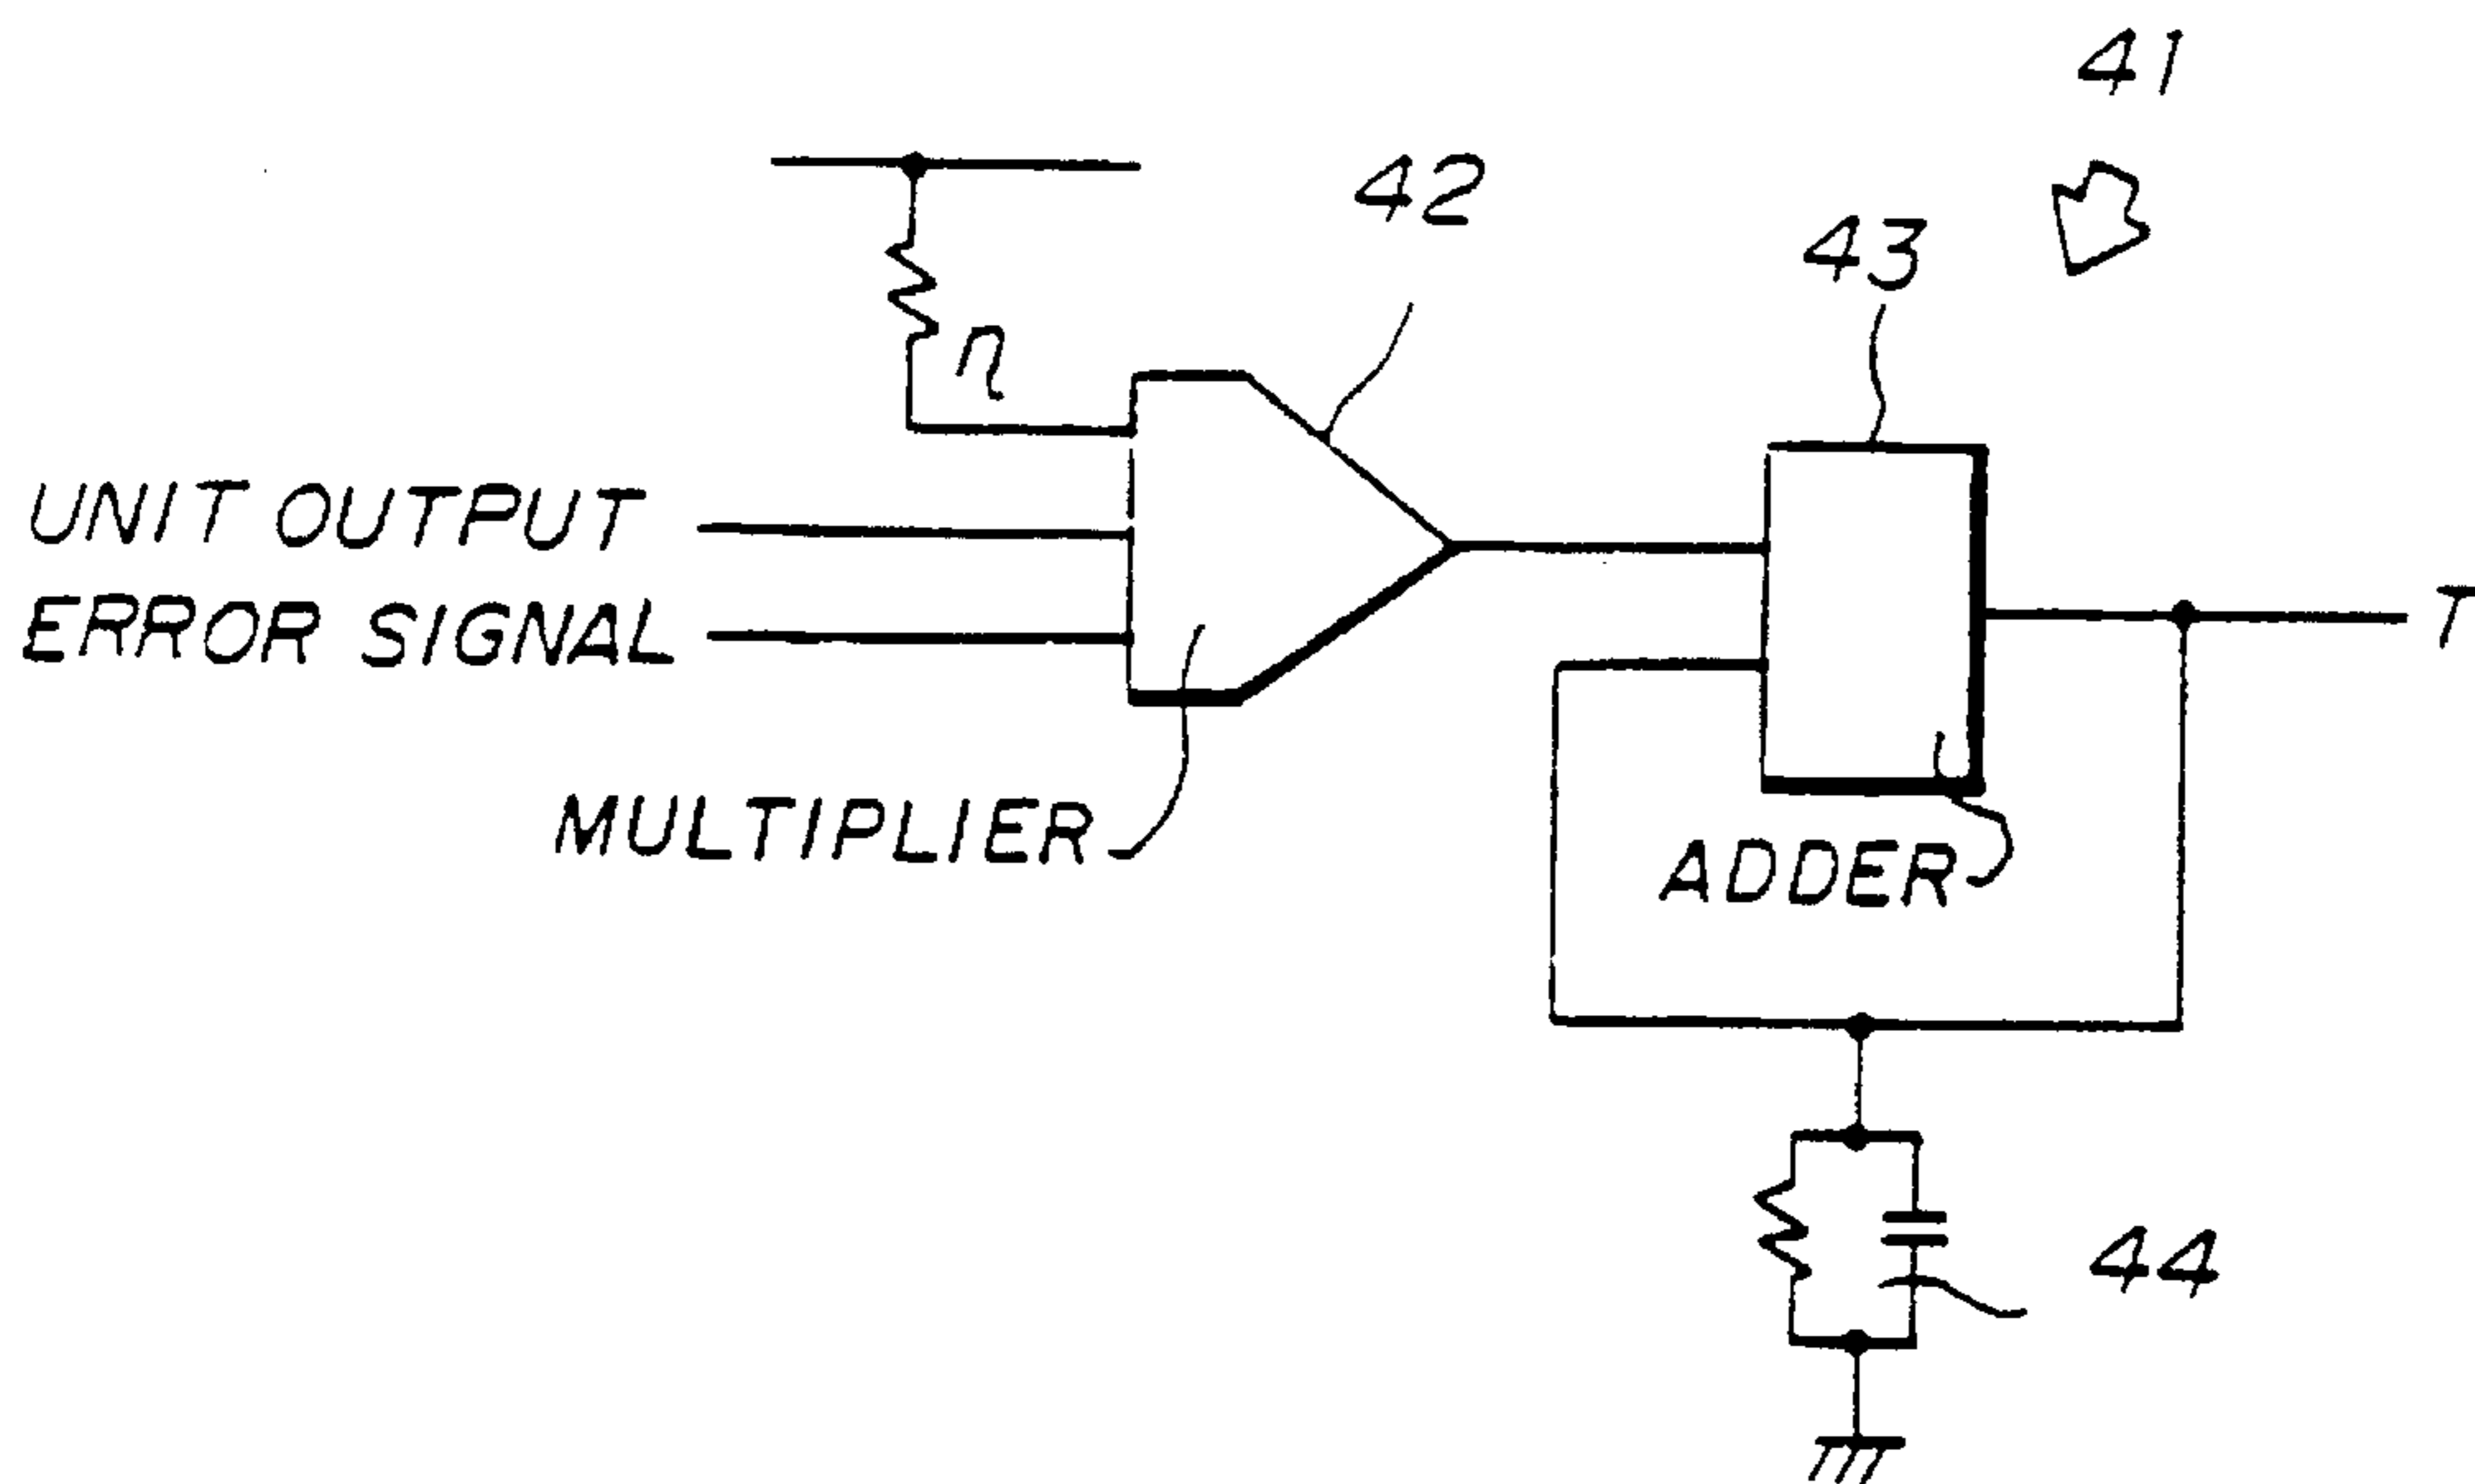 41
42
43
η
UNIT OUTPUT
T
ERROR SIGNAL
MULTIPLIER
ADDER
44